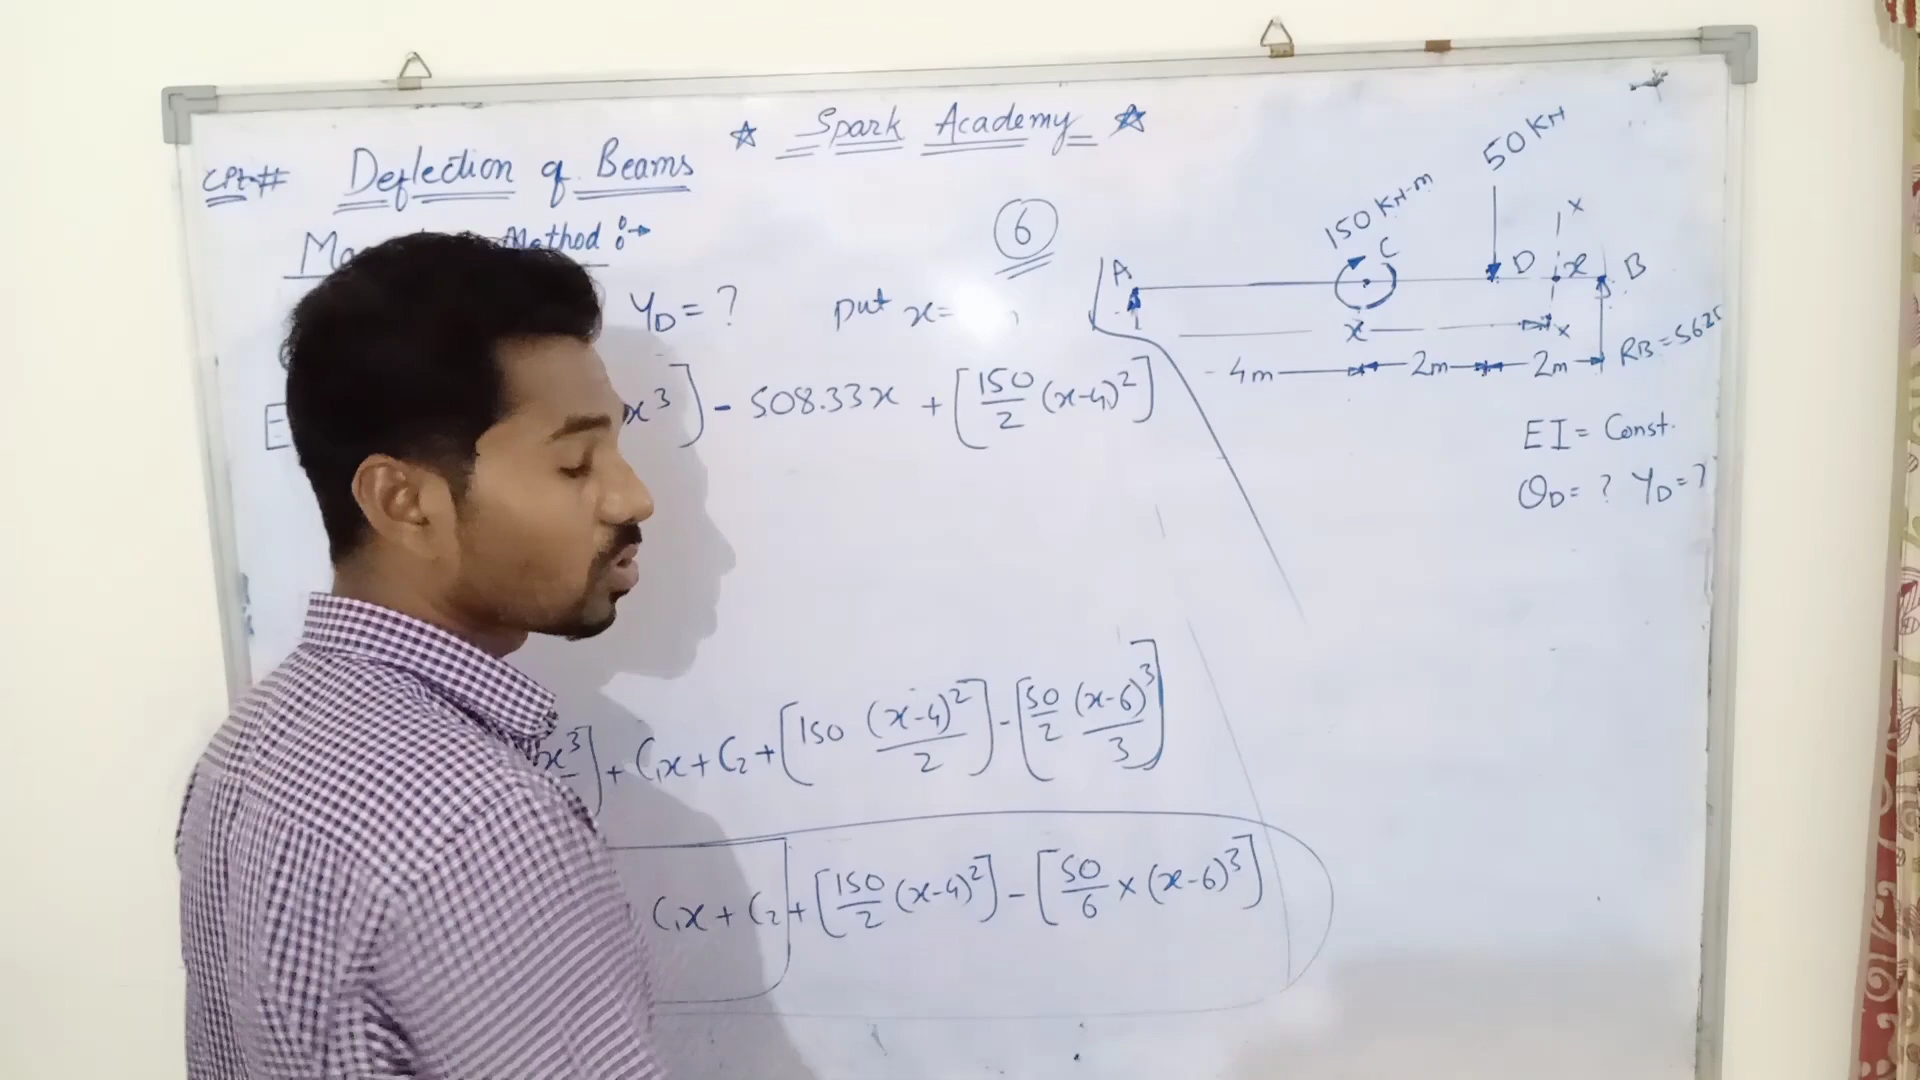 ☆ Spark Academy ☆
CPt-# Deflection of Beams
Method :→
6
YD = ? put x=
x³] - 508.33x + [150/2 (x-4)²]
x³] + C₁x + C₂ + [150 (x-4)²/2] - [50/2 (x-6)³/3]
C₁x + C₂ + [150/2 (x-4)²] - [50/6 × (x-6)³]
50 KN
150 KN-m
x
A C D x B
x x
4m 2m 2m RB = 562
EI = Const.
ΘD = ? YD = ?